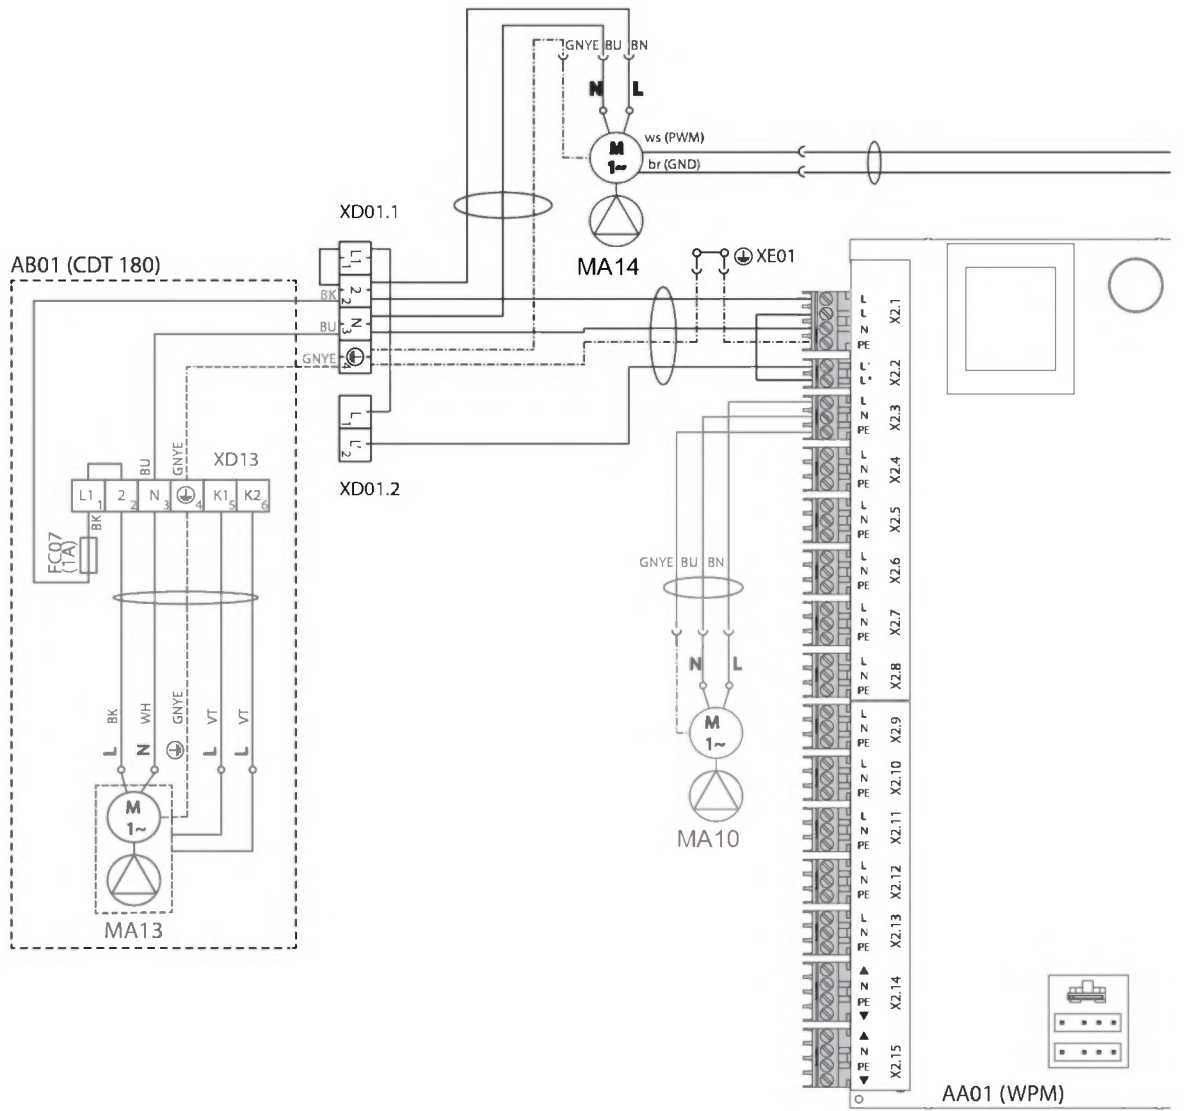 GNYE BU BN
N L
M
1~
ws (PWM)
br (GND)
MA14
XD01.1
L 1
2 2
N 3
4
BK
BU
GNYE
XE01
AB01 (CDT 180)
L 1
L' 2
XD01.2
BU
GNYE
XD13
L1 1
2 2
N 3
4
K1 5
K2 6
BK
FC07
(1A)
BK
WH
GNYE
VT
VT
L
N
L
L
M
1~
MA13
GNYE BU BN
N L
M
1~
MA10
L
L
N
PE
X2.1
L'
L*
X2.2
L
N
PE
X2.3
L
N
PE
X2.4
L
N
PE
X2.5
L
N
PE
X2.6
L
N
PE
X2.7
L
N
PE
X2.8
L
N
PE
X2.9
L
N
PE
X2.10
L
N
PE
X2.11
L
N
PE
X2.12
L
N
PE
X2.13
▲
N
PE
▼
X2.14
▲
N
PE
▼
X2.15
AA01 (WPM)